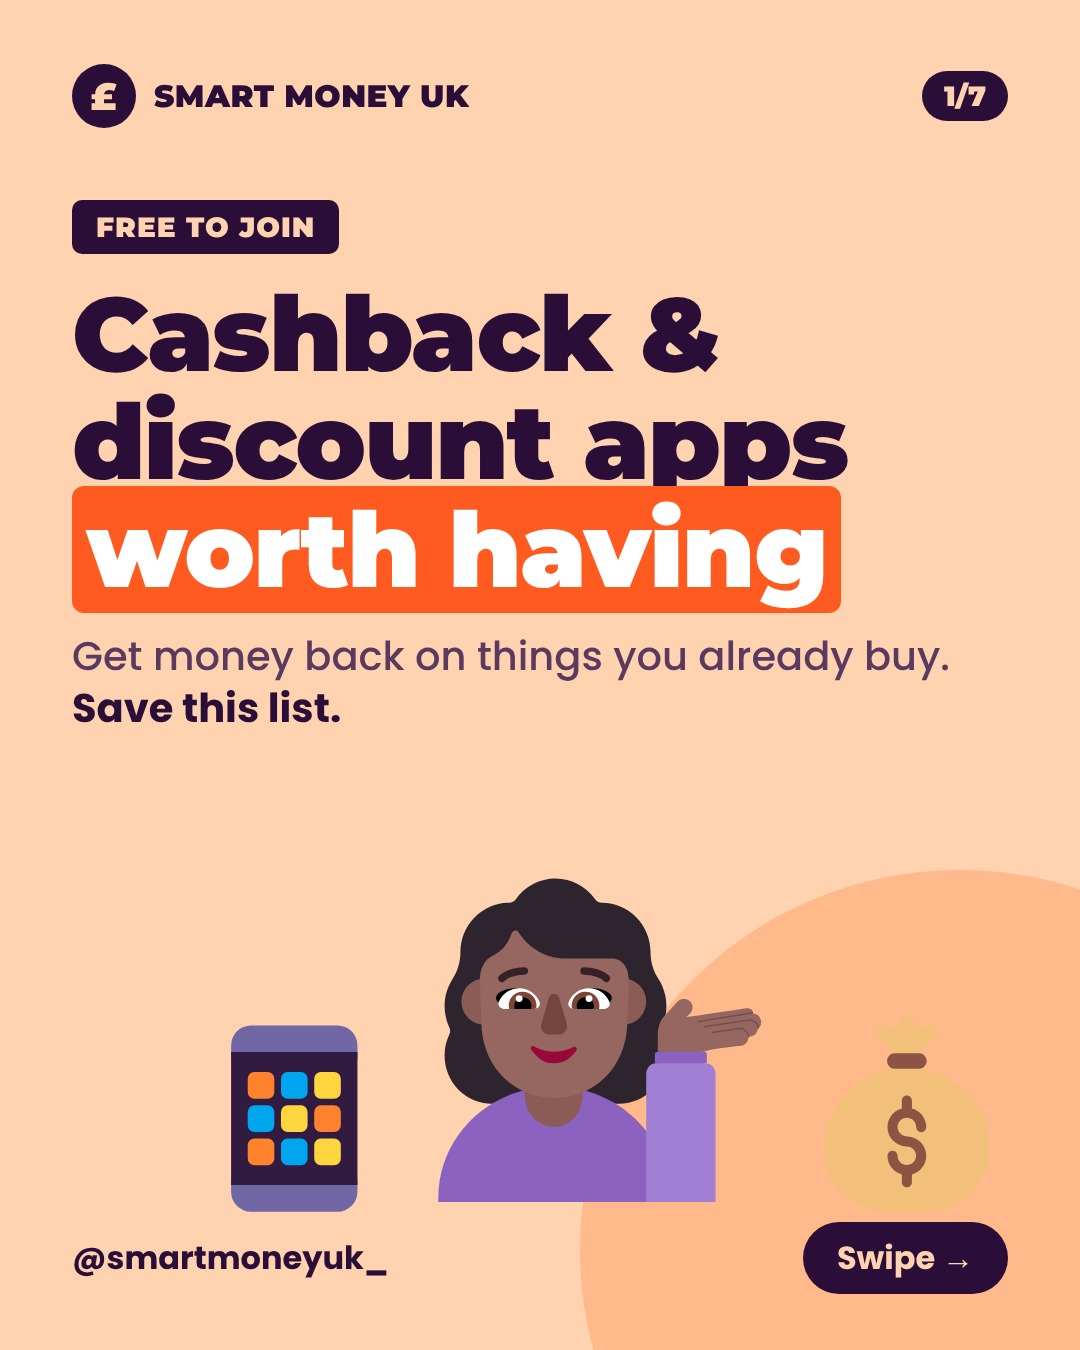 £ SMART MONEY UK
1/7
FREE TO JOIN
Cashback &
discount apps
worth having
Get money back on things you already buy.
Save this list.
$
@smartmoneyuk_
Swipe →